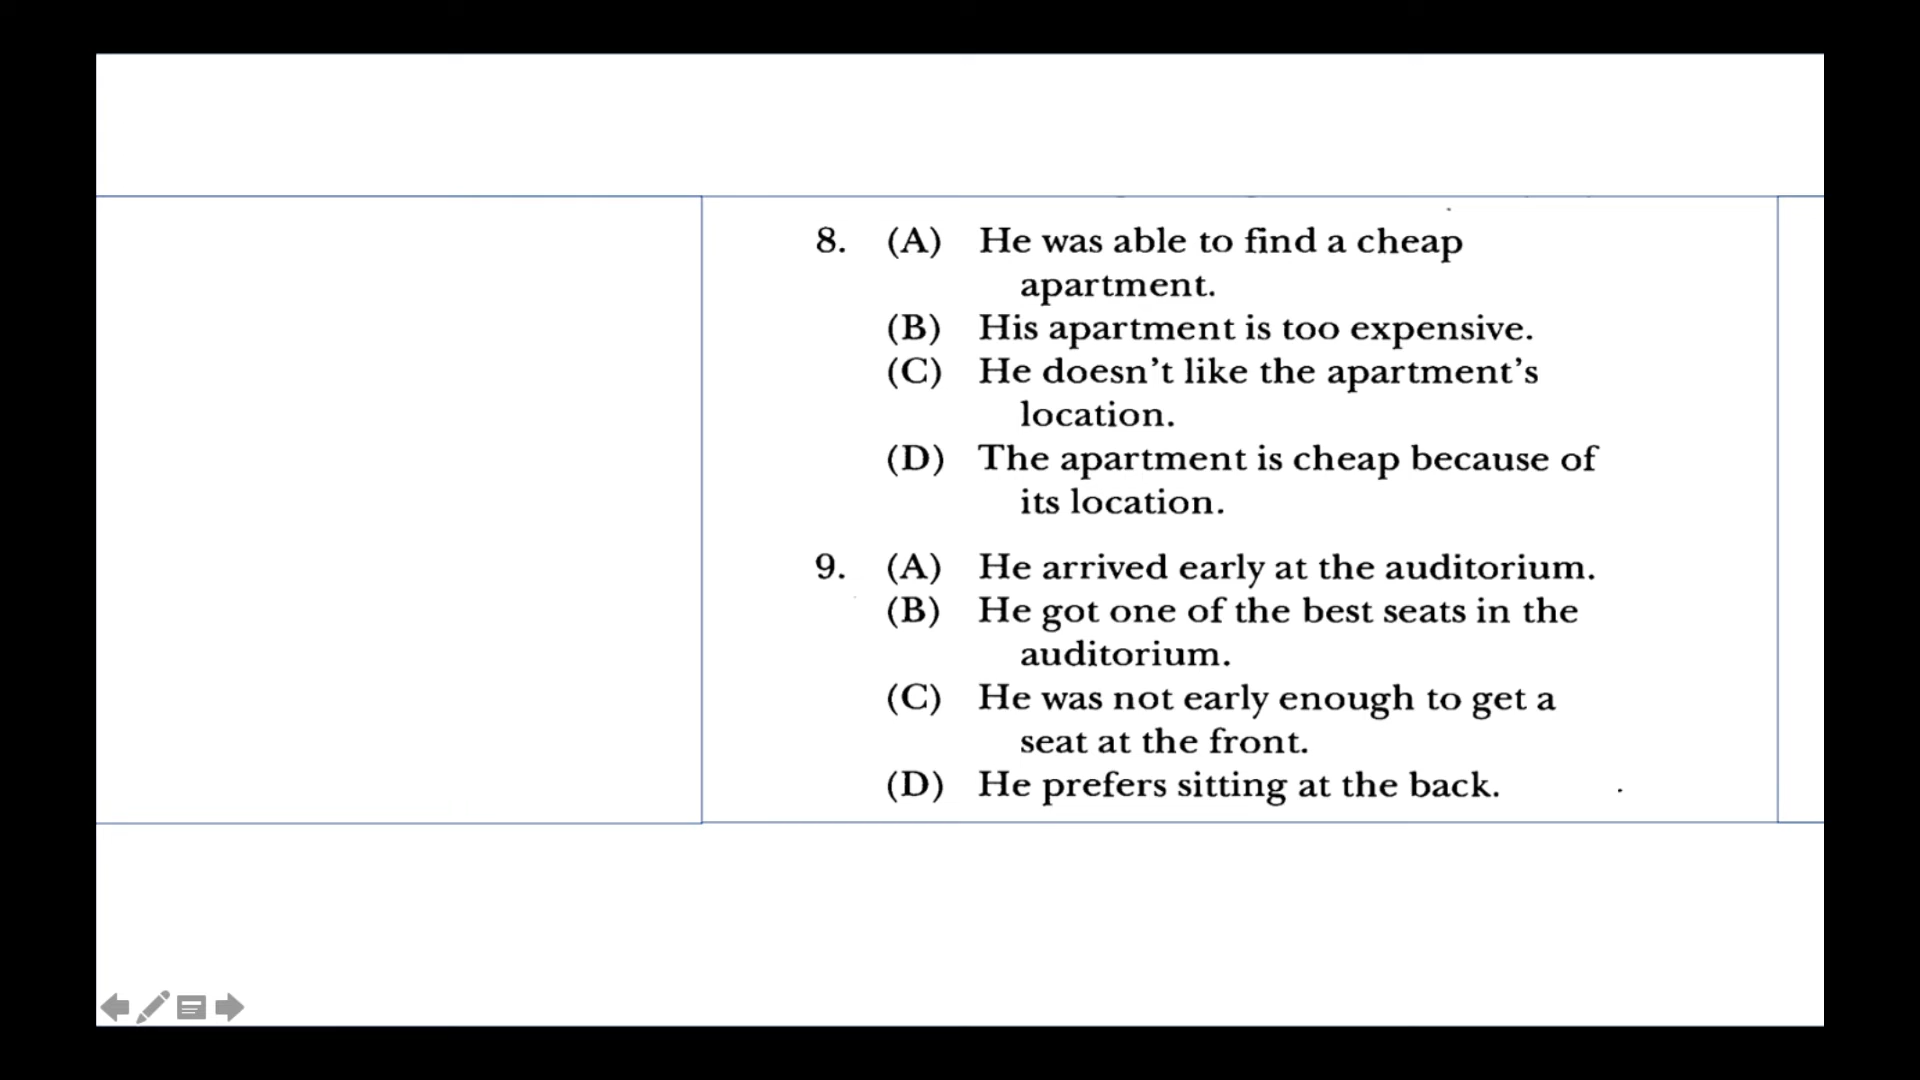 8. (A) He was able to find a cheap
apartment.
(B) His apartment is too expensive.
(C) He doesn’t like the apartment’s
location.
(D) The apartment is cheap because of
its location.
9. (A) He arrived early at the auditorium.
(B) He got one of the best seats in the
auditorium.
(C) He was not early enough to get a
seat at the front.
(D) He prefers sitting at the back.